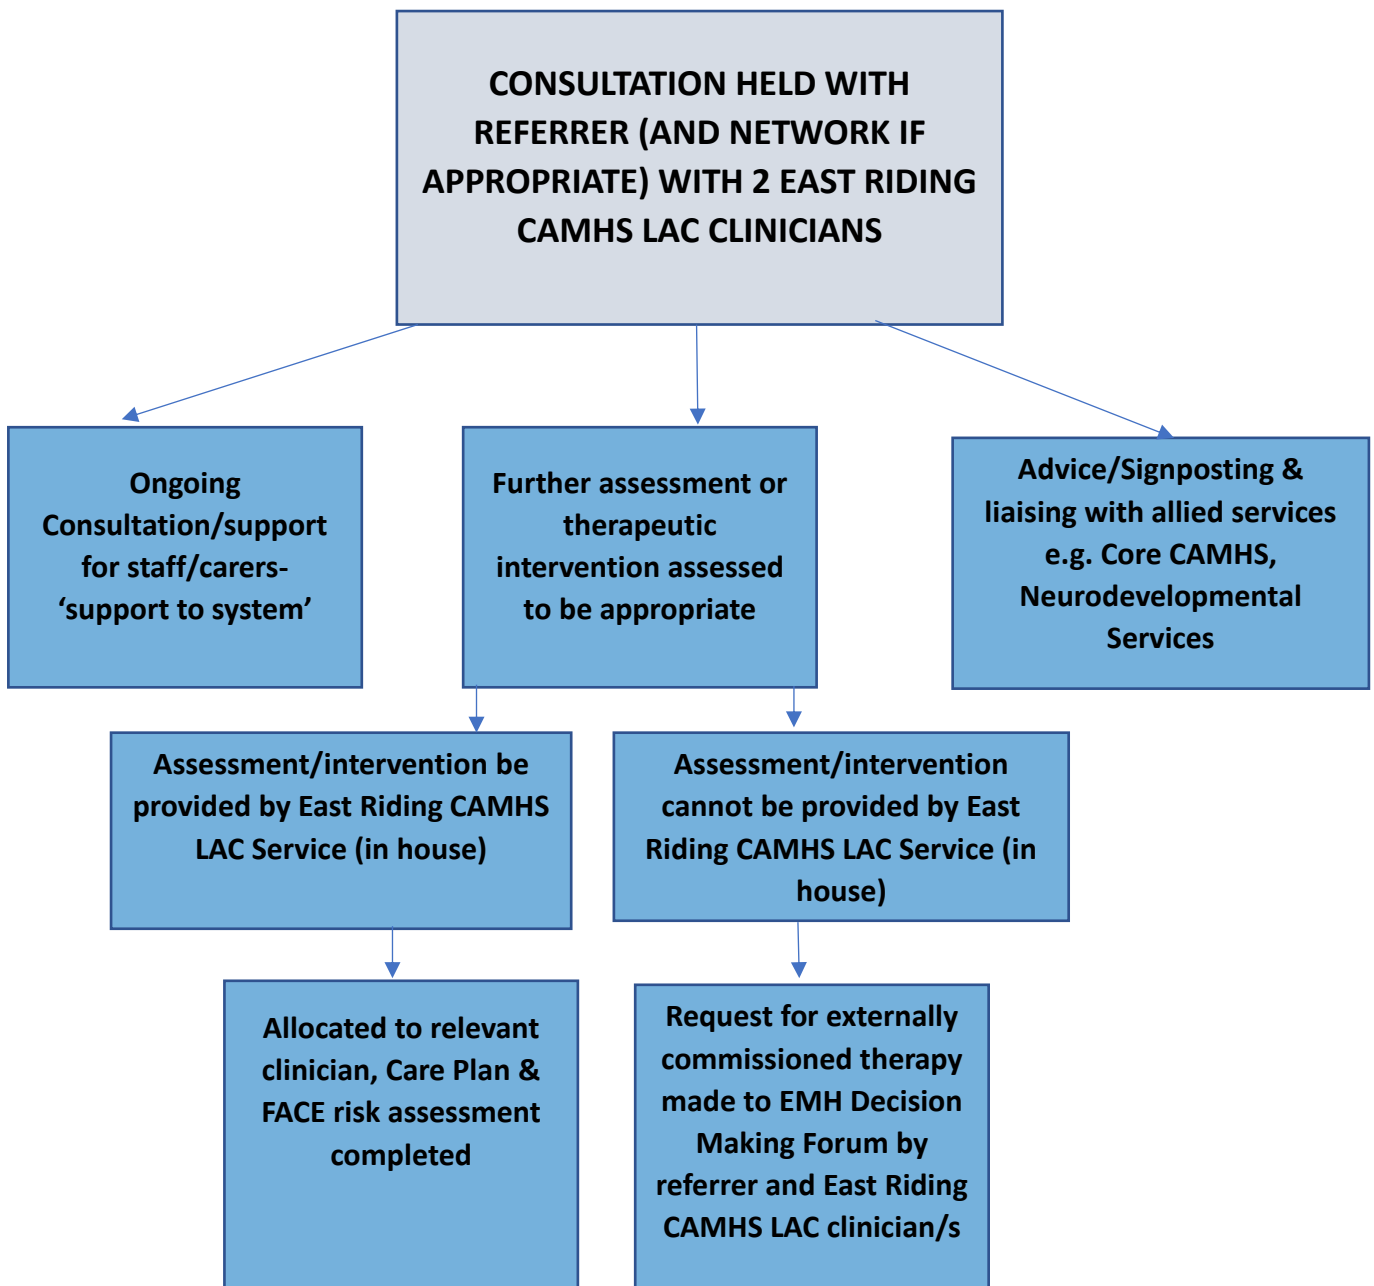 CONSULTATION HELD WITH
REFERRER (AND NETWORK IF
APPROPRIATE) WITH 2 EAST RIDING
CAMHS LAC CLINICIANS
Ongoing
Consultation/support
for staff/carers-
‘support to system’
Further assessment or
therapeutic
intervention assessed
to be appropriate
Advice/Signposting &
liaising with allied services
e.g. Core CAMHS,
Neurodevelopmental
Services
Assessment/intervention be
provided by East Riding CAMHS
LAC Service (in house)
Assessment/intervention
cannot be provided by East
Riding CAMHS LAC Service (in
house)
Allocated to relevant
clinician, Care Plan &
FACE risk assessment
completed
Request for externally
commissioned therapy
made to EMH Decision
Making Forum by
referrer and East Riding
CAMHS LAC clinician/s